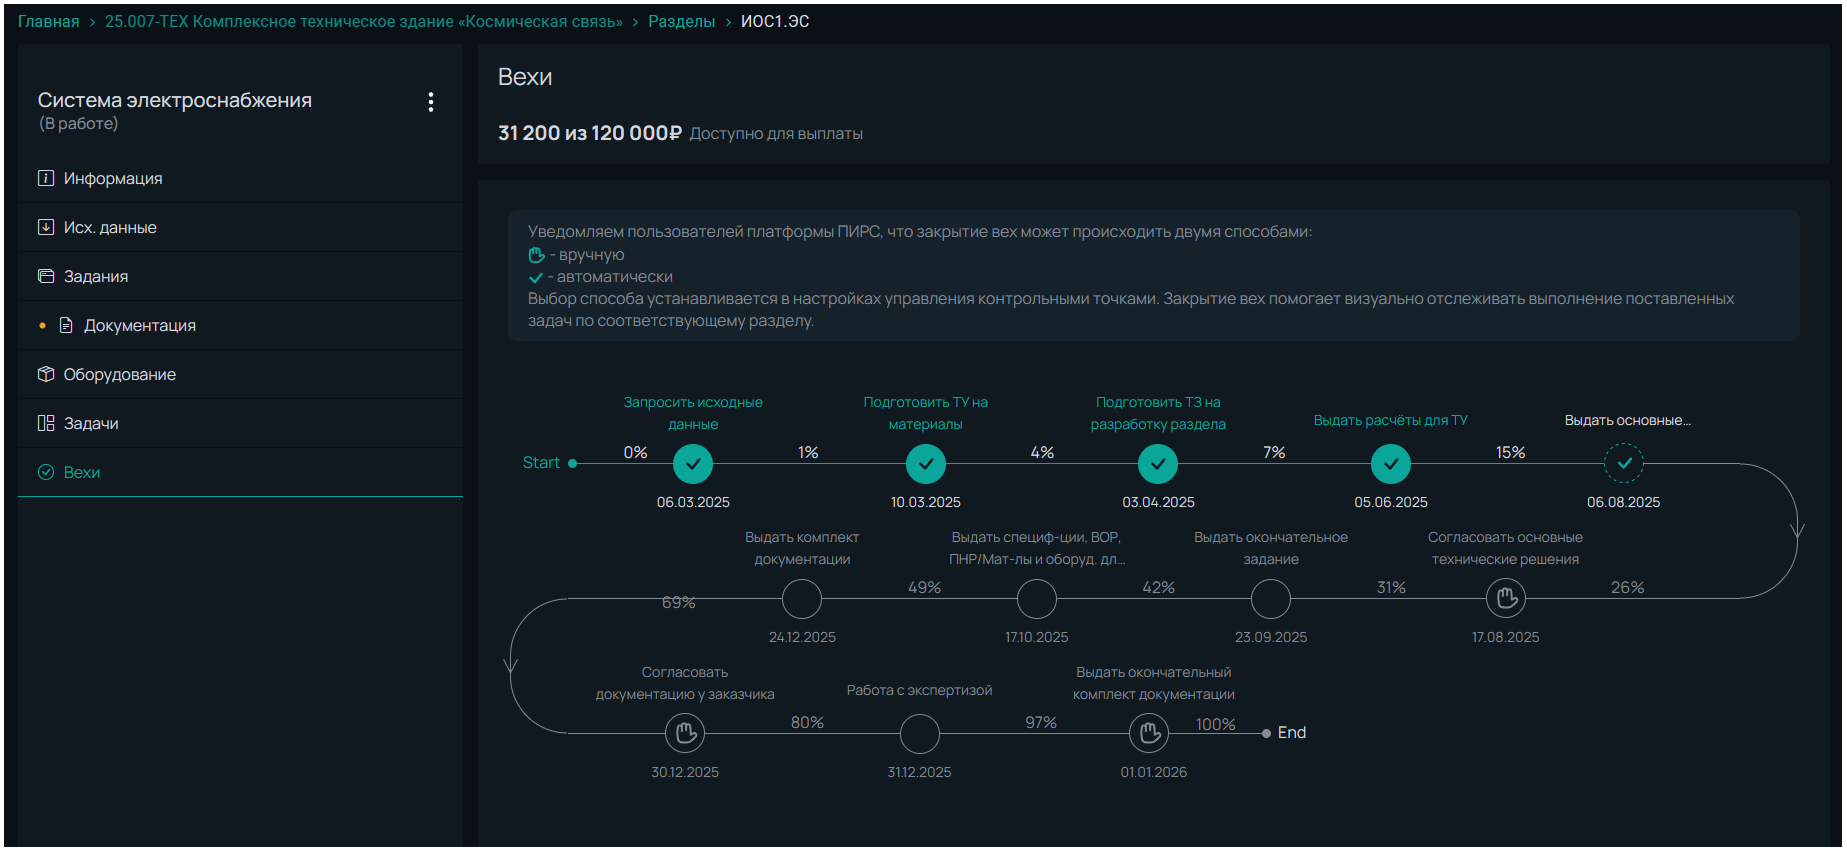 Главная > 25.007-ТЕХ Комплексное техническое здание «Космическая связь» > Разделы > ИОС1.ЭС
Система электроснабжения
(В работе)
Информация
Исх. данные
Задания
Документация
Оборудование
Задачи
Вехи
Вехи
31 200 из 120 000₽ Доступно для выплаты
Уведомляем пользователей платформы ПИРС, что закрытие вех может происходить двумя способами:
- вручную
- автоматически
Выбор способа устанавливается в настройках управления контрольными точками. Закрытие вех помогает визуально отслеживать выполнение поставленных
задач по соответствующему разделу.
Start
0%
Запросить исходные
данные
06.03.2025
1%
Подготовить ТУ на
материалы
10.03.2025
4%
Подготовить ТЗ на
разработку раздела
03.04.2025
7%
Выдать расчёты для ТУ
05.06.2025
15%
Выдать основные...
06.08.2025
26%
Согласовать основные
технические решения
17.08.2025
31%
Выдать окончательное
задание
23.09.2025
42%
Выдать специф-ции, ВОР,
ПНР/Мат-лы и оборуд. дл...
17.10.2025
49%
Выдать комплект
документации
24.12.2025
69%
Согласовать
документацию у заказчика
30.12.2025
80%
Работа с экспертизой
31.12.2025
97%
Выдать окончательный
комплект документации
01.01.2026
100%
End